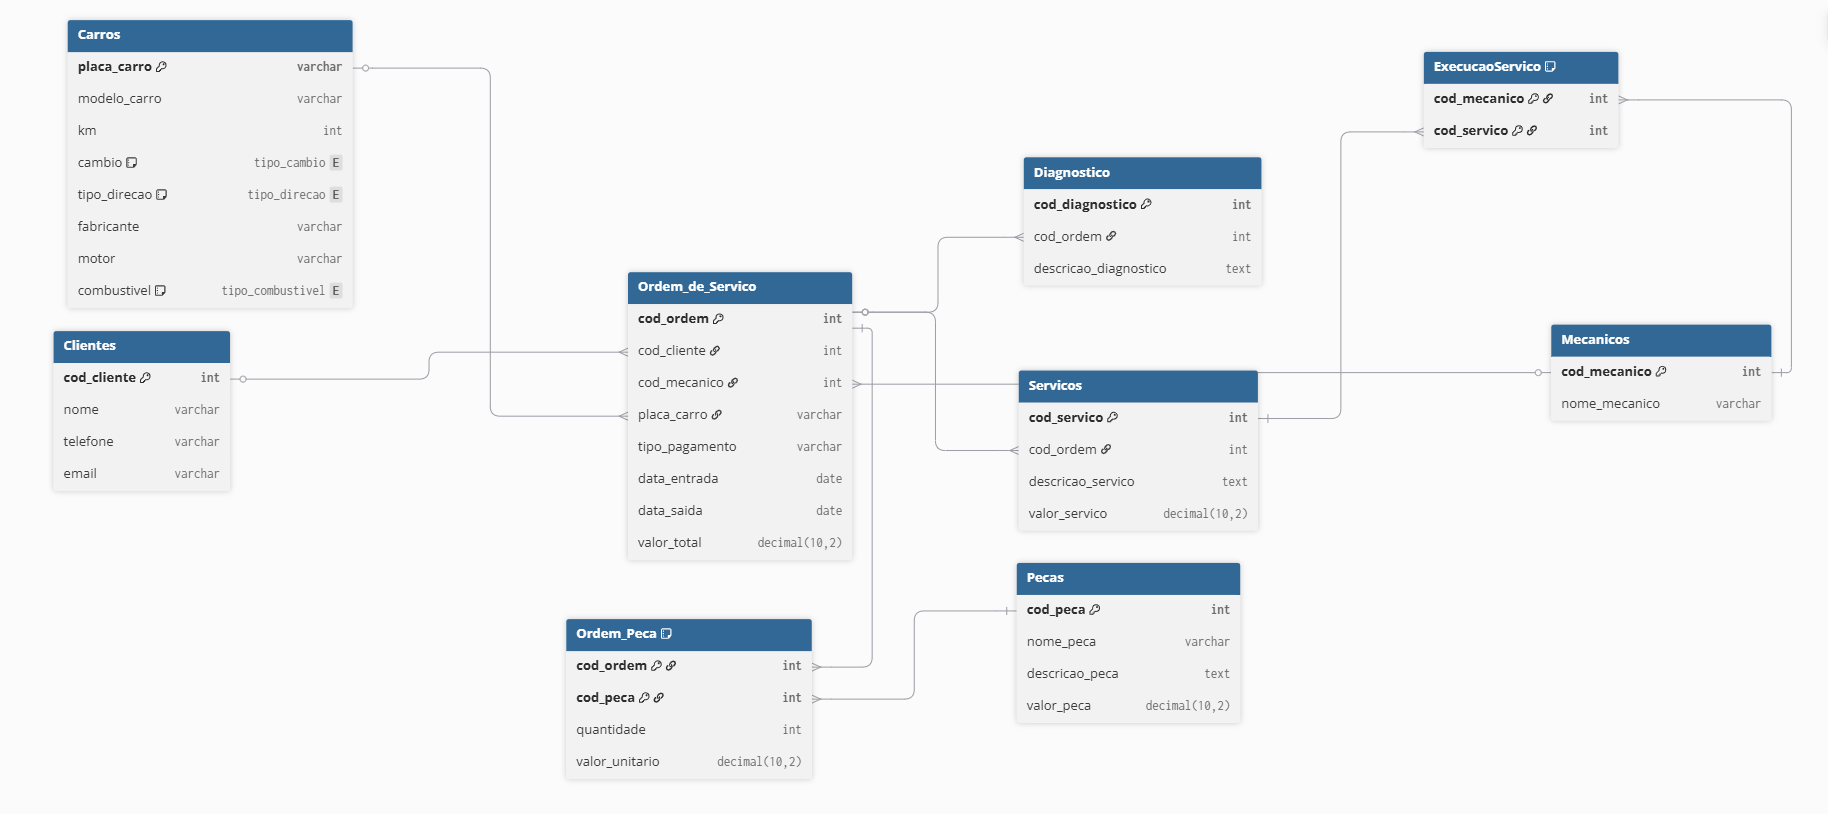 Carros
placa_carro varchar
modelo_carro varchar
km int
cambio tipo_cambio E
tipo_direcao tipo_direcao E
fabricante varchar
motor varchar
combustivel tipo_combustivel E
Clientes
cod_cliente int
nome varchar
telefone varchar
email varchar
Ordem_de_Servico
cod_ordem int
cod_cliente int
cod_mecanico int
placa_carro varchar
tipo_pagamento varchar
data_entrada date
data_saida date
valor_total decimal(10,2)
Ordem_Peca
cod_ordem int
cod_peca int
quantidade int
valor_unitario decimal(10,2)
Diagnostico
cod_diagnostico int
cod_ordem int
descricao_diagnostico text
Servicos
cod_servico int
cod_ordem int
descricao_servico text
valor_servico decimal(10,2)
Pecas
cod_peca int
nome_peca varchar
descricao_peca text
valor_peca decimal(10,2)
ExecucaoServico
cod_mecanico int
cod_servico int
Mecanicos
cod_mecanico int
nome_mecanico varchar